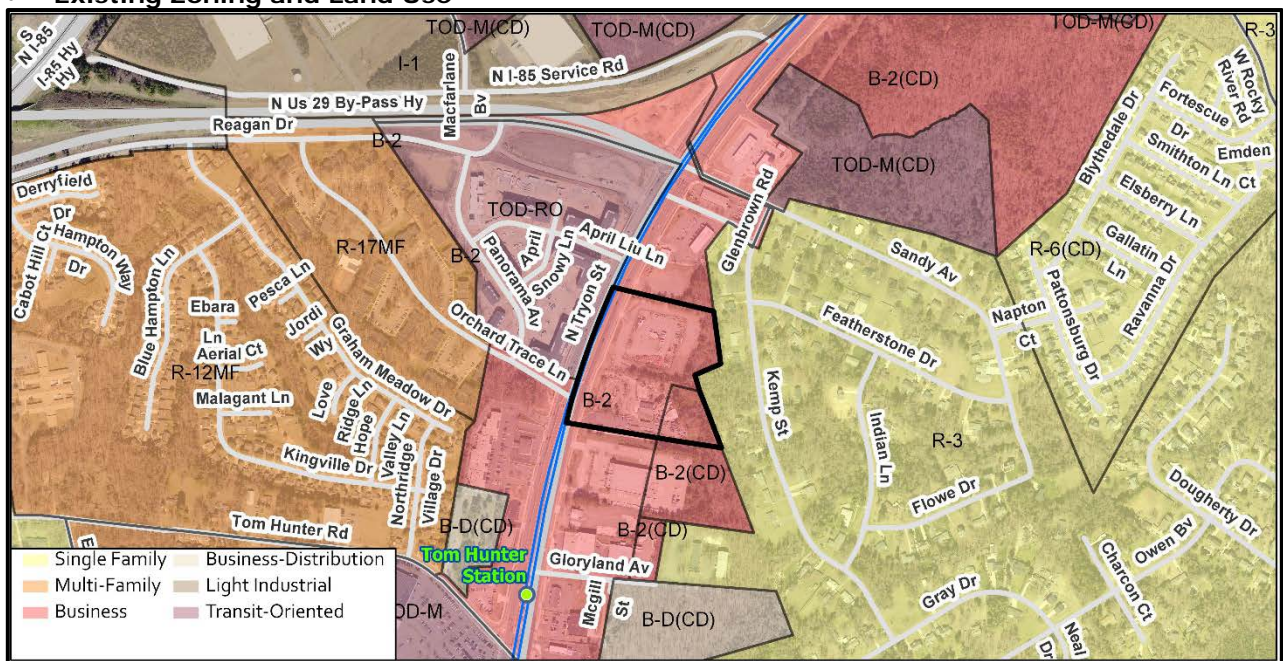 Existing Zoning and Land Use
S
N I-85
I-85 Hy
Hy
TOD-M(CD)
TOD-M(CD)
R-3
I-1
Macfarlane
Bv
N I-85 Service Rd
N Us 29 By-Pass Hy
Reagan Dr
B-2
B-2(CD)
TOD-M(CD)
Blythedale Dr
W Rocky
River Rd
Fortescue
Dr
Smithton Ln
Emden
Ct
Elsberry Ln
Gallatin
Ln
R-6(CD)
Pattonsburg Dr
Ravanna Dr
Napton
Ct
Derryfield
Dr
Cabot Hill Ct
Hampton Way
Dr
Blue Hampton Ln
R-17MF
TOD-RO
B-2
Panorama Av
April
Snowy Ln
April Liu Ln
N Tryon St
Glenbrown Rd
Sandy Av
Pesca Ln
Ebara
Ln
Jordi
Wy
Orchard Trace Ln
Featherstone Dr
Aerial Ct
R-12MF
Graham Meadow Dr
Malagant Ln
Love
Ridge Ln
Hope
Valley Ln
Northridge
Village Dr
Kingville Dr
B-2
Kemp St
Indian Ln
R-3
Flowe Dr
B-2(CD)
B-2(CD)
B-D(CD)
Tom Hunter Rd
Tom Hunter
Station
Gloryland Av
Mcgill
St
B-D(CD)
Gray Dr
Neal
Dr
Owen Bv
Charcon Ct
Dougherty Dr
Single Family
Multi-Family
Business
Business-Distribution
Light Industrial
Transit-Oriented